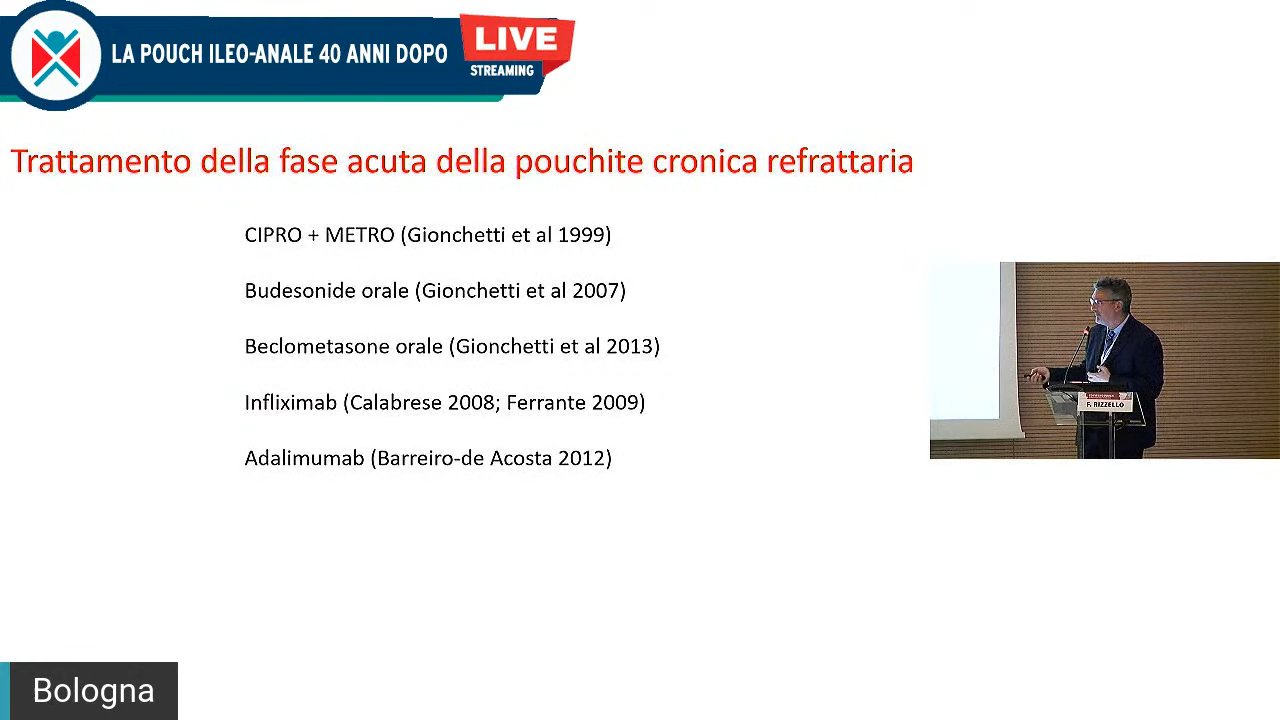 LA POUCH ILEO-ANALE 40 ANNI DOPO
LIVE
STREAMING
Trattamento della fase acuta della pouchite cronica refrattaria
CIPRO + METRO (Gionchetti et al 1999)
Budesonide orale (Gionchetti et al 2007)
Beclometasone orale (Gionchetti et al 2013)
Infliximab (Calabrese 2008; Ferrante 2009)
Adalimumab (Barreiro-de Acosta 2012)
F. RIZZELLO
Bologna